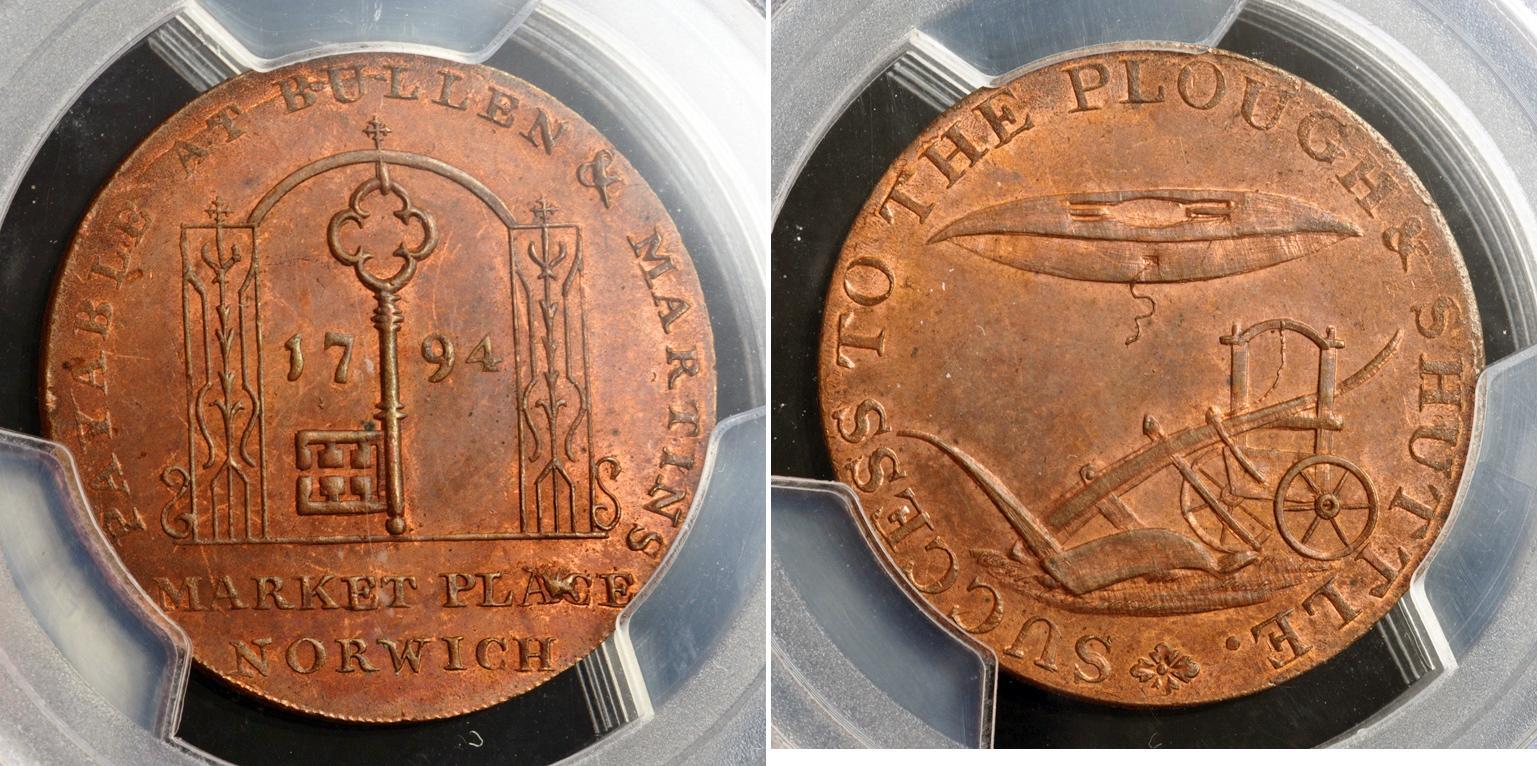 PAYABLE AT BULLEN & MARTINS
1794
MARKET PLACE
NORWICH
SUCCESS TO THE PLOUGH & SHUTTLE.